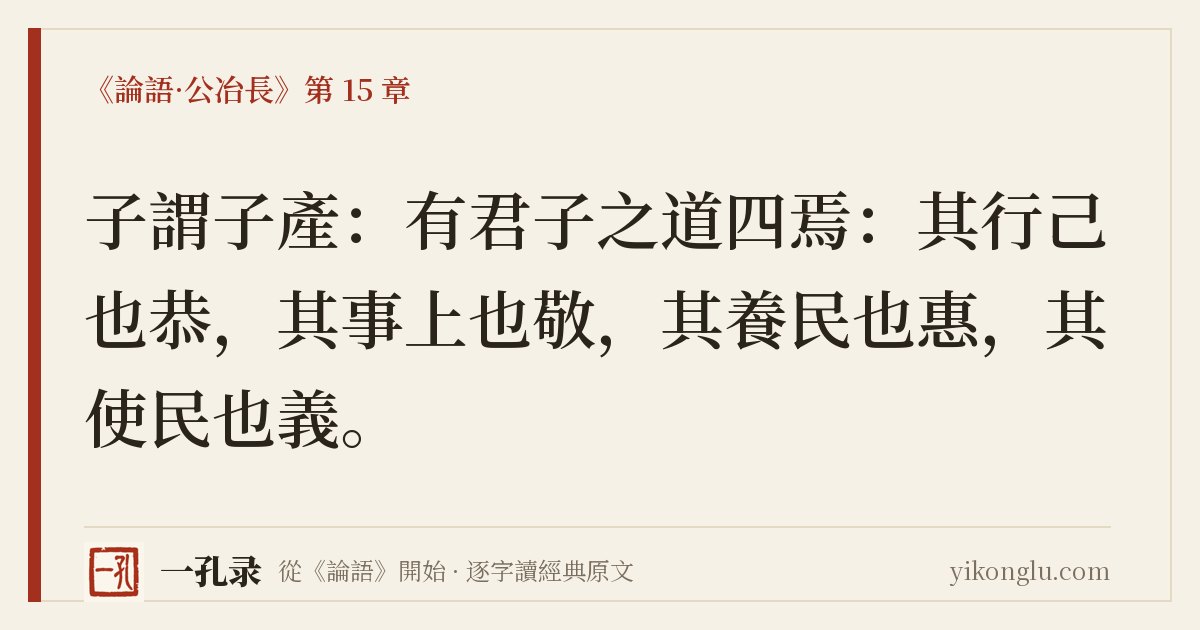 《論語·公冶長》第 15 章
子謂子產：有君子之道四焉：其行己
也恭，其事上也敬，其養民也惠，其
使民也義。
一孔
一孔录
從《論語》開始 · 逐字讀經典原文
yikonglu.com